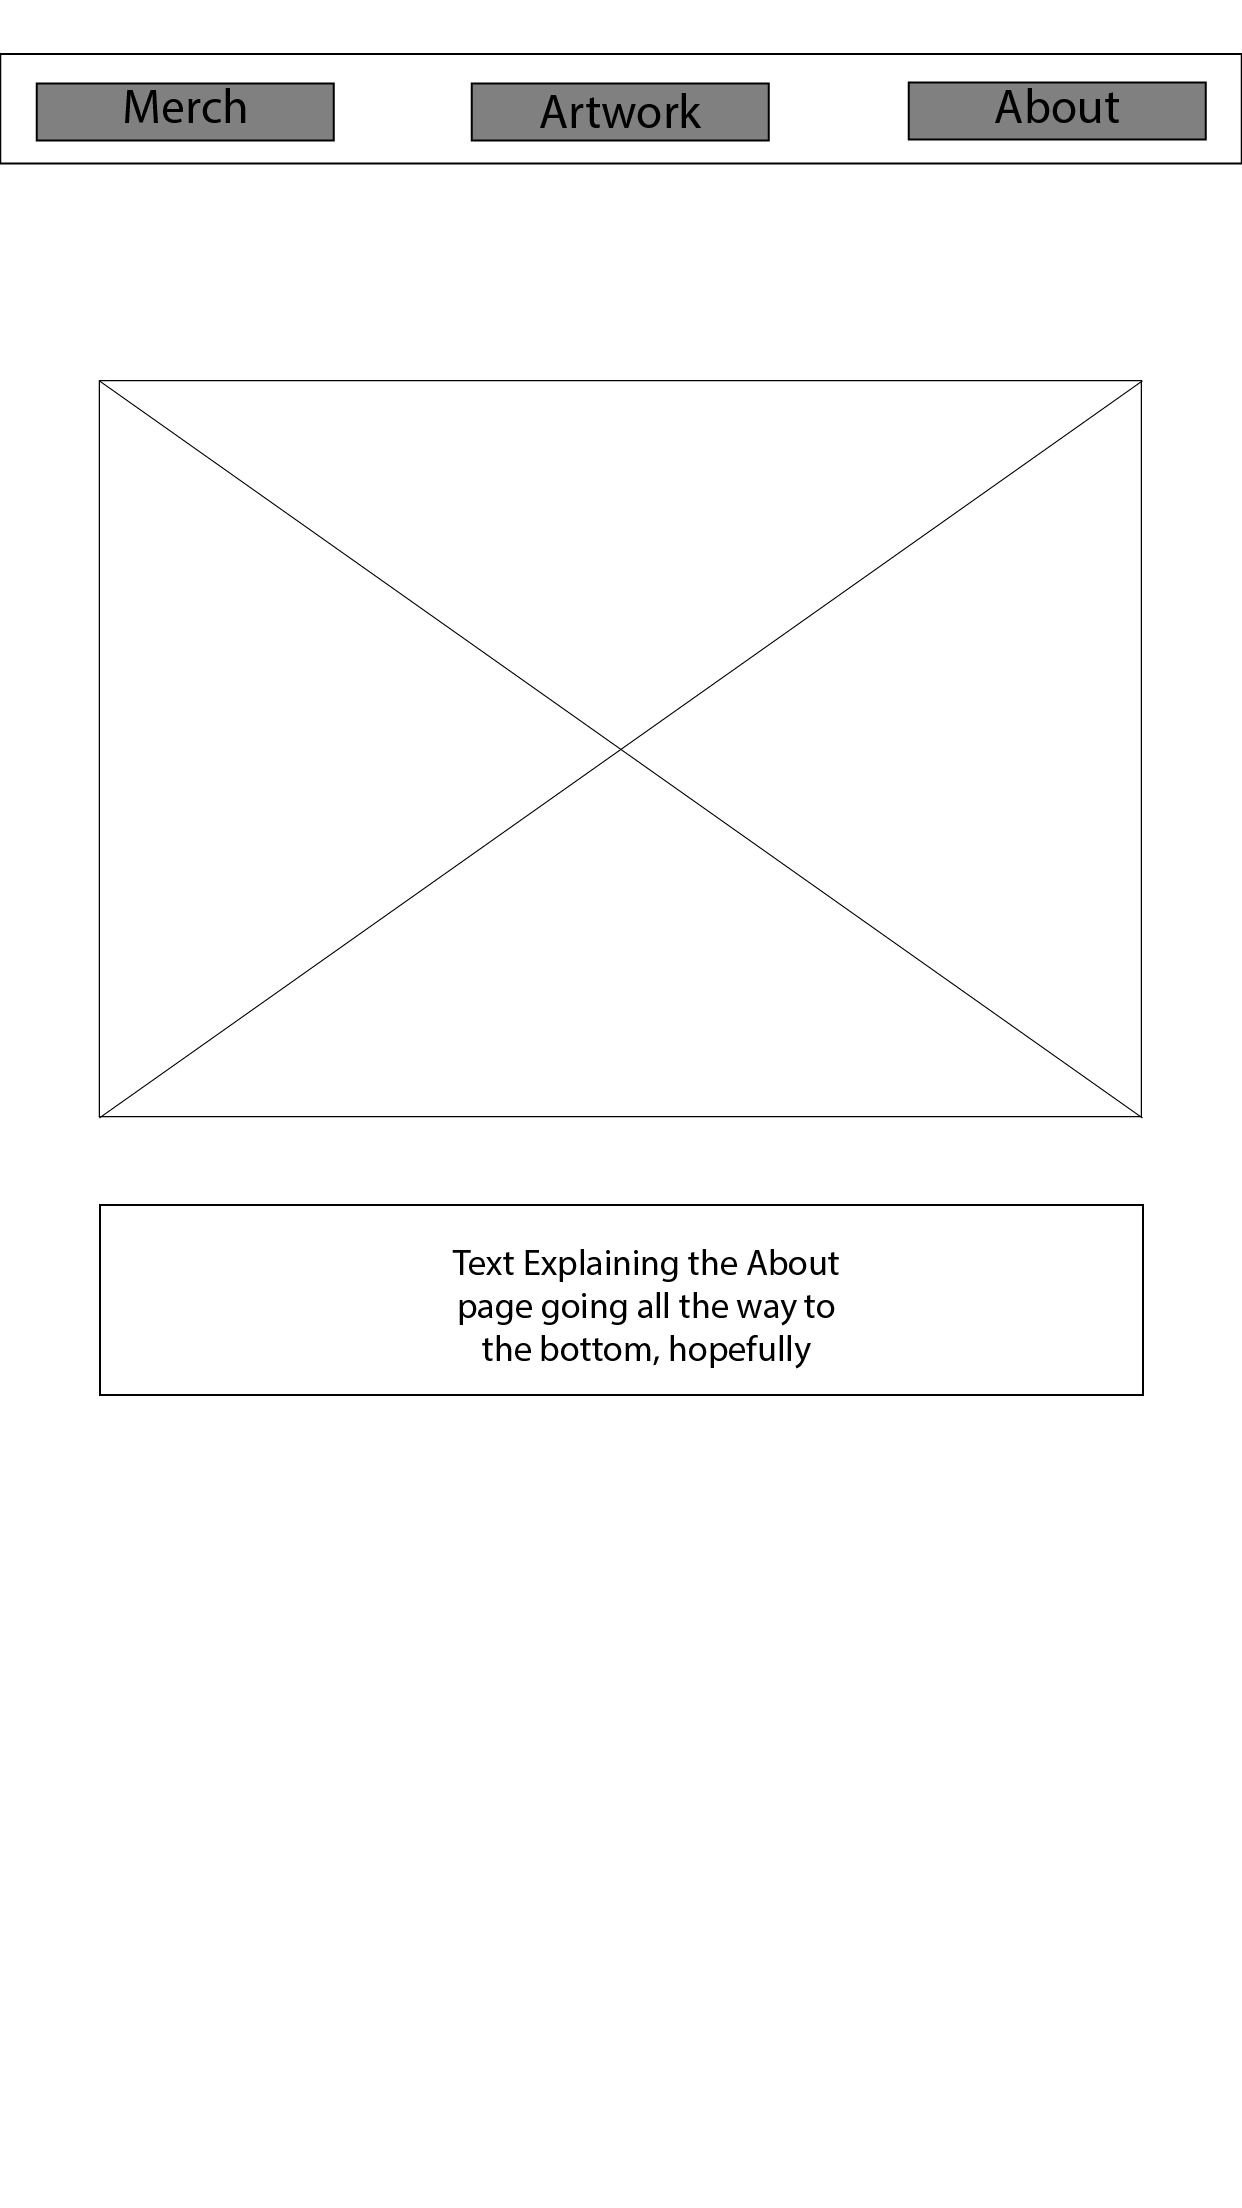 Merch Artwork About
Text Explaining the About
page going all the way to
the bottom, hopefully